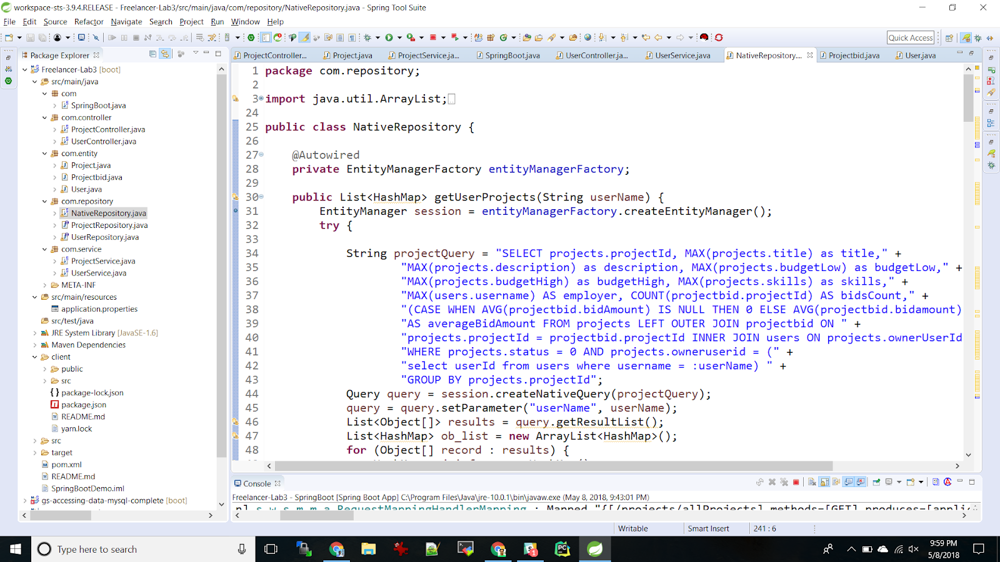 workspace-sts-3.9.4.RELEASE - Freelancer-Lab3/src/main/java/com/repository/NativeRepository.java - Spring Tool Suite
File Edit Source Refactor Navigate Search Project Run Window Help
Quick Access
Package Explorer
ProjectController... Project.java ProjectService.ja... SpringBoot.java UserController.ja... UserService.java NativeRepository.... Projectbid.java User.java
Freelancer-Lab3 [boot]
src/main/java
com
SpringBoot.java
com.controller
ProjectController.java
UserController.java
com.entity
Project.java
Projectbid.java
User.java
com.repository
NativeRepository.java
ProjectRepository.java
UserRepository.java
com.service
ProjectService.java
UserService.java
META-INF
src/main/resources
application.properties
src/test/java
JRE System Library [JavaSE-1.6]
Maven Dependencies
client
public
src
package-lock.json
package.json
README.md
yarn.lock
src
target
pom.xml
README.md
SpringBootDemo.iml
gs-accessing-data-mysql-complete [boot]
1 package com.repository;
2
3 import java.util.ArrayList;
24
25 public class NativeRepository {
26
27 @Autowired
28 private EntityManagerFactory entityManagerFactory;
29
30 public List<HashMap> getUserProjects(String userName) {
31 EntityManager session = entityManagerFactory.createEntityManager();
32 try {
33
34 String projectQuery = "SELECT projects.projectId, MAX(projects.title) as title," +
35 "MAX(projects.description) as description, MAX(projects.budgetLow) as budgetLow," +
36 "MAX(projects.budgetHigh) as budgetHigh, MAX(projects.skills) as skills," +
37 "MAX(users.username) AS employer, COUNT(projectbid.projectId) AS bidsCount," +
38 "(CASE WHEN AVG(projectbid.bidAmount) IS NULL THEN 0 ELSE AVG(projectbid.bidamount)
39 "AS averageBidAmount FROM projects LEFT OUTER JOIN projectbid ON " +
40 "projects.projectId = projectbid.projectId INNER JOIN users ON projects.ownerUserId
41 "WHERE projects.status = 0 AND projects.owneruserid = (" +
42 "select userId from users where username = :userName) " +
43 "GROUP BY projects.projectId";
44 Query query = session.createNativeQuery(projectQuery);
45 query = query.setParameter("userName", userName);
46 List<Object[]> results = query.getResultList();
47 List<HashMap> ob_list = new ArrayList<HashMap>();
48 for (Object[] record : results) {
Console
Freelancer-Lab3 - SpringBoot [Spring Boot App] C:\Program Files\Java\jre-10.0.1\bin\javaw.exe (May 8, 2018, 9:43:01 PM)
n] s.w.s.m.m.a.RequestMappingHandlerMapping : Mapped "{[/projects/allProjects],methods=[GET],produces=[appli
Writable Smart Insert 241 : 6
Type here to search
9:59 PM
5/8/2018